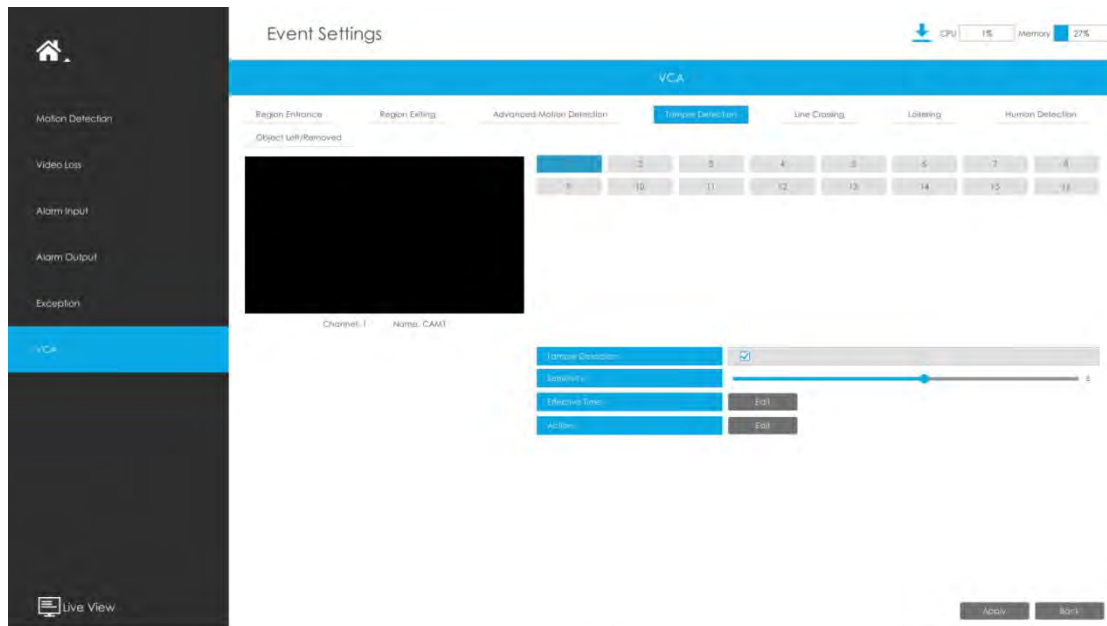 Event Settings
CPU 1% Memory 27%
VCA
Motion Detection
Video Loss
Alarm Input
Alarm Output
Exception
VCA
Live View
Region Entrance Region Exiting Advanced Motion Detection Tamper Detection Line Crossing Loitering Human Detection
Object Left/Removed
2 3 4 5 6 7 8
9 10 11 12 13 14 15 16
Channel: 1 Name: CAM1
Tamper Detection
Sensitivity 6
Effective Time Edit
Action Edit
Apply Back